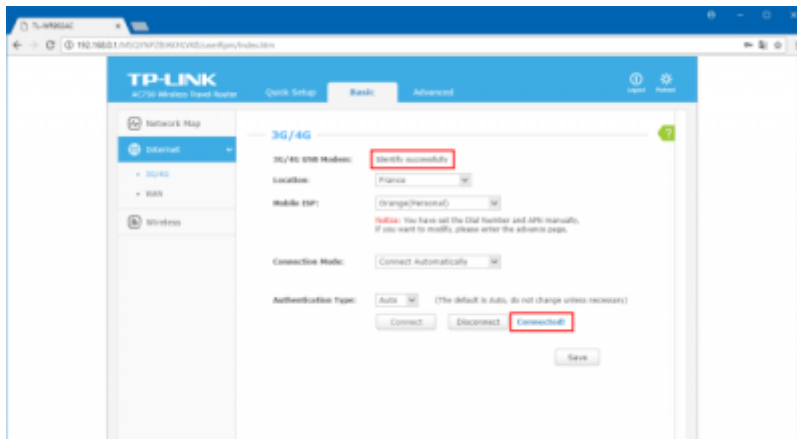 TL-WR902AC
192.168.0.1
TP-LINK
AC750 Wireless Travel Router
Quick Setup
Basic
Advanced
Logout
Reboot
Network Map
Internet
3G/4G
WAN
Wireless
3G/4G
?
3G/4G USB Modem:
Identify successfully
Location:
France
Mobile ISP:
Orange(Personal)
Notice: You have set the Dial Number and APN manually.
If you want to modify, please enter the advance page.
Connection Mode:
Connect Automatically
Authentication Type:
Auto
(The default is Auto, do not change unless necessary)
Connect
Disconnect
Connected!
Save